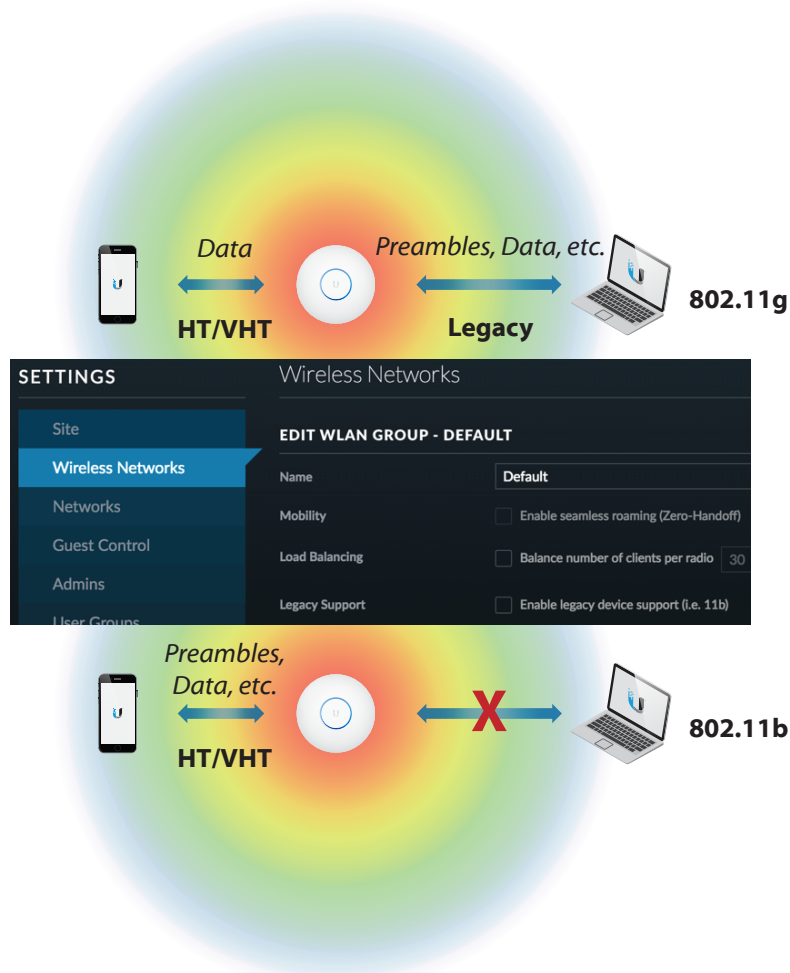 Data
Preambles, Data, etc.
HT/VHT
Legacy
802.11g
SETTINGS
Wireless Networks
Site
EDIT WLAN GROUP - DEFAULT
Wireless Networks
Name
Default
Networks
Mobility
Enable seamless roaming (Zero-Handoff)
Guest Control
Load Balancing
Balance number of clients per radio 30
Admins
Legacy Support
Enable legacy device support (i.e. 11b)
User Groups
Preambles,
Data, etc.
X
HT/VHT
802.11b